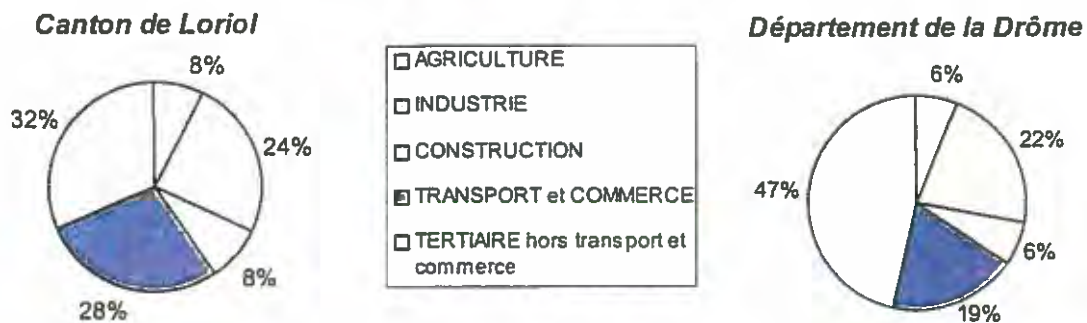 Canton de Loriol
8%
32%
24%
8%
28%
AGRICULTURE
INDUSTRIE
CONSTRUCTION
TRANSPORT et COMMERCE
TERTIAIRE hors transport et
commerce
Département de la Drôme
6%
22%
47%
6%
19%